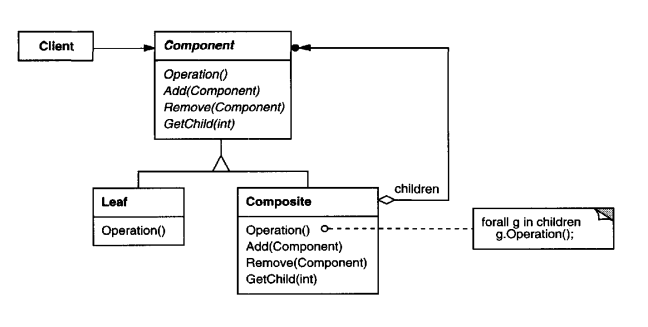 Client
Component
Operation()
Add(Component)
Remove(Component)
GetChild(int)
Leaf
Operation()
Composite
Operation()
Add(Component)
Remove(Component)
GetChild(int)
children
forall g in children
g.Operation();